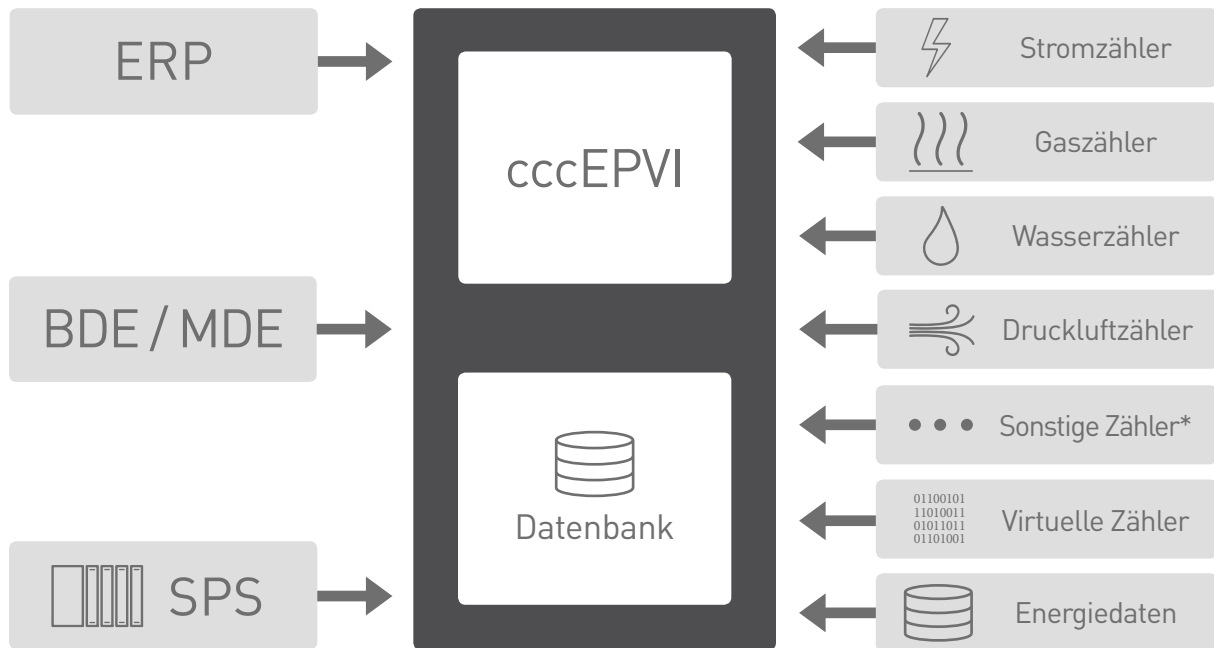 ERP
BDE / MDE
SPS
cccEPVI
Datenbank
Stromzähler
Gaszähler
Wasserzähler
Druckluftzähler
Sonstige Zähler*
01100101
11010011
01011011
01101001
Virtuelle Zähler
Energiedaten